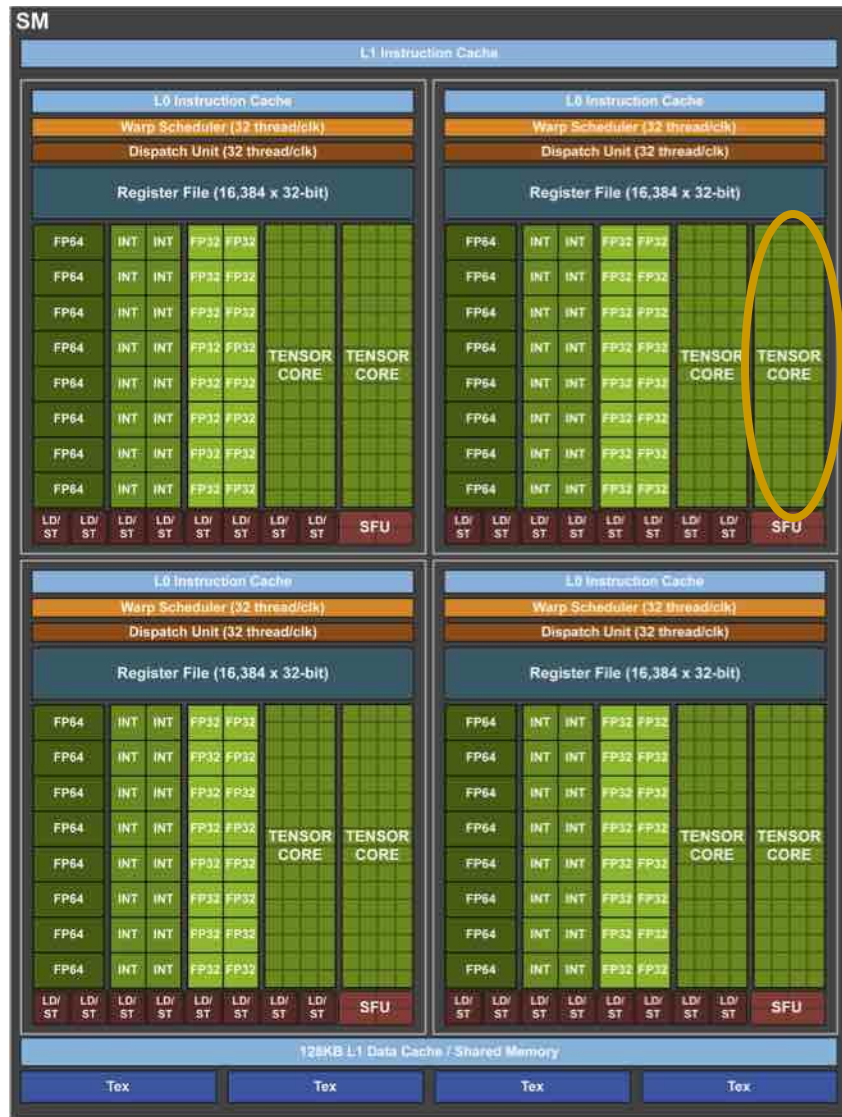 SM
L1 Instruction Cache
L0 Instruction Cache L0 Instruction Cache
Warp Scheduler (32 thread/clk) Warp Scheduler (32 thread/clk)
Dispatch Unit (32 thread/clk) Dispatch Unit (32 thread/clk)
Register File (16,384 x 32-bit) Register File (16,384 x 32-bit)
FP64 INT INT FP32 FP32 FP64 INT INT FP32 FP32
FP64 INT INT FP32 FP32 FP64 INT INT FP32 FP32
FP64 INT INT FP32 FP32 FP64 INT INT FP32 FP32
FP64 INT INT FP32 FP32 TENSOR TENSOR FP64 INT INT FP32 FP32 TENSOR TENSOR
FP64 INT INT FP32 FP32 CORE CORE FP64 INT INT FP32 FP32 CORE CORE
FP64 INT INT FP32 FP32 FP64 INT INT FP32 FP32
FP64 INT INT FP32 FP32 FP64 INT INT FP32 FP32
FP64 INT INT FP32 FP32 FP64 INT INT FP32 FP32
LD/ LD/ LD/ LD/ LD/ LD/ LD/ LD/ SFU LD/ LD/ LD/ LD/ LD/ LD/ LD/ LD/ SFU
ST ST ST ST ST ST ST ST ST ST ST ST ST ST ST ST
L0 Instruction Cache L0 Instruction Cache
Warp Scheduler (32 thread/clk) Warp Scheduler (32 thread/clk)
Dispatch Unit (32 thread/clk) Dispatch Unit (32 thread/clk)
Register File (16,384 x 32-bit) Register File (16,384 x 32-bit)
FP64 INT INT FP32 FP32 FP64 INT INT FP32 FP32
FP64 INT INT FP32 FP32 FP64 INT INT FP32 FP32
FP64 INT INT FP32 FP32 FP64 INT INT FP32 FP32
FP64 INT INT FP32 FP32 TENSOR TENSOR FP64 INT INT FP32 FP32 TENSOR TENSOR
FP64 INT INT FP32 FP32 CORE CORE FP64 INT INT FP32 FP32 CORE CORE
FP64 INT INT FP32 FP32 FP64 INT INT FP32 FP32
FP64 INT INT FP32 FP32 FP64 INT INT FP32 FP32
FP64 INT INT FP32 FP32 FP64 INT INT FP32 FP32
LD/ LD/ LD/ LD/ LD/ LD/ LD/ LD/ SFU LD/ LD/ LD/ LD/ LD/ LD/ LD/ LD/ SFU
ST ST ST ST ST ST ST ST ST ST ST ST ST ST ST ST
128KB L1 Data Cache / Shared Memory
Tex Tex Tex Tex